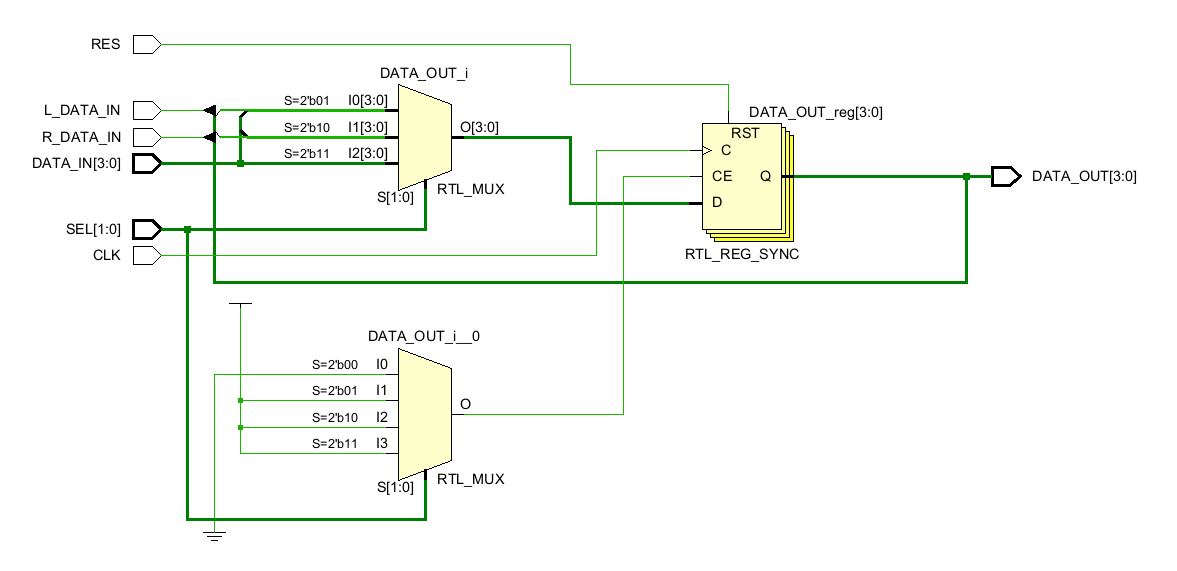 RES
DATA_OUT_i
L_DATA_IN
S=2'b01 I0[3:0]
DATA_OUT_reg[3:0]
R_DATA_IN
S=2'b10 I1[3:0]
O[3:0]
RST
C
DATA_IN[3:0]
S=2'b11 I2[3:0]
CE Q
DATA_OUT[3:0]
S[1:0]
RTL_MUX
D
SEL[1:0]
CLK
RTL_REG_SYNC
DATA_OUT_i__0
S=2'b00 I0
S=2'b01 I1
O
S=2'b10 I2
S=2'b11 I3
S[1:0]
RTL_MUX